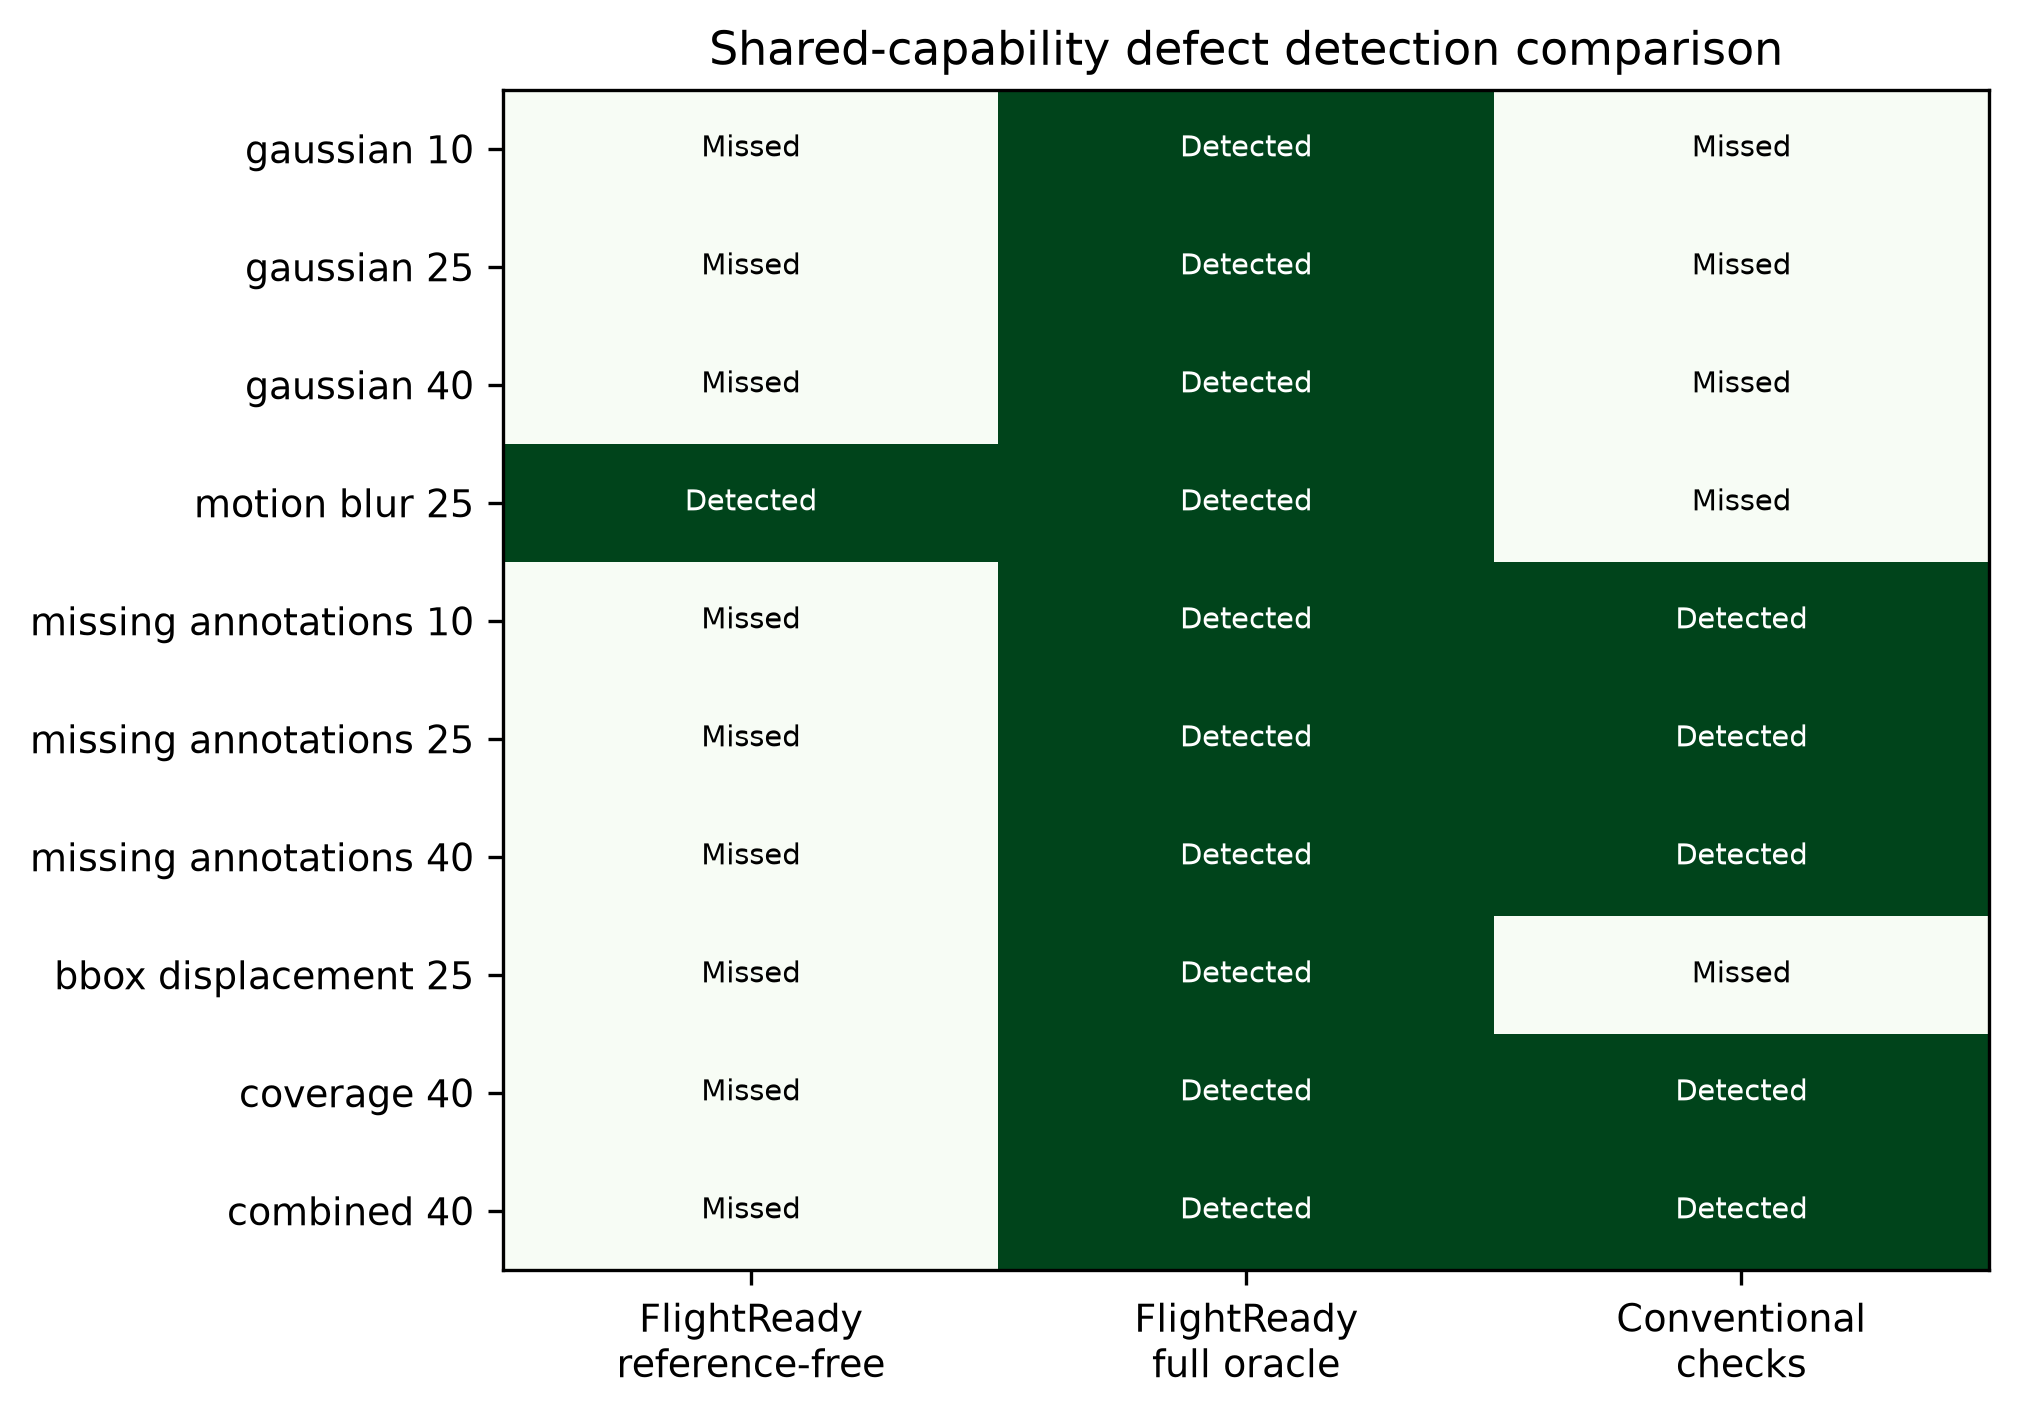 Shared-capability defect detection comparison
gaussian 10 Missed Detected Missed
gaussian 25 Missed Detected Missed
gaussian 40 Missed Detected Missed
motion blur 25 Detected Detected Missed
missing annotations 10 Missed Detected Detected
missing annotations 25 Missed Detected Detected
missing annotations 40 Missed Detected Detected
bbox displacement 25 Missed Detected Missed
coverage 40 Missed Detected Detected
combined 40 Missed Detected Detected
FlightReady FlightReady Conventional
reference-free full oracle checks